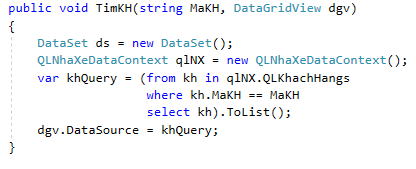 public void TimKH(string MaKH, DataGridView dgv)
{
DataSet ds = new DataSet();
QLNhaXeDataContext qlNX = new QLNhaXeDataContext();
var khQuery = (from kh in qlNX.QLKhachHangs
where kh.MaKH == MaKH
select kh).ToList();
dgv.DataSource = khQuery;
}